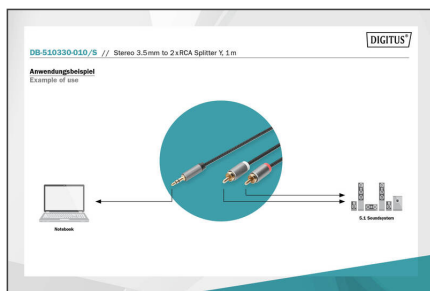 DIGITUS®
DB-510330-010/S // Stereo 3.5 mm to 2 x RCA Splitter Y, 1 m
Anwendungsbeispiel
Example of use
Notebook
5.1 Soundsystem